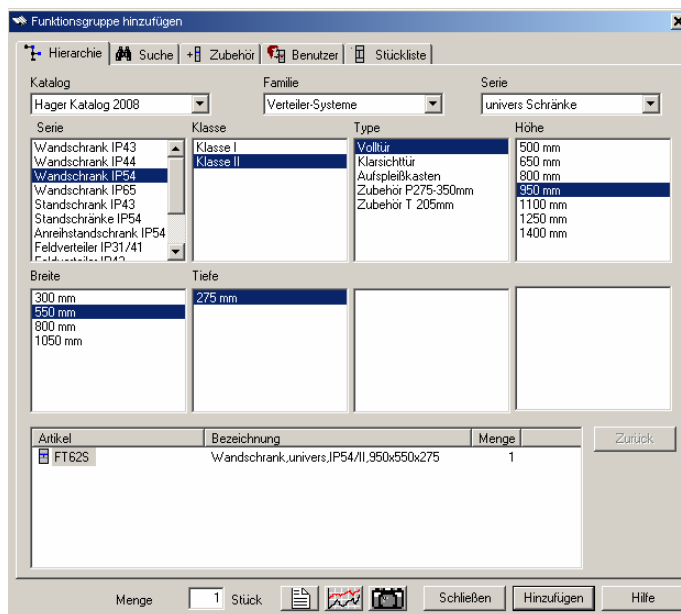 Funktionsgruppe hinzufügen
Hierarchie Suche Zubehör Benutzer Stückliste
Katalog Familie Serie
Hager Katalog 2008 Verteiler-Systeme univers Schränke
Serie Klasse Type Höhe
Wandschrank IP43
Wandschrank IP44
Wandschrank IP54
Wandschrank IP65
Standschrank IP43
Standschränke IP54
Anreihstandschrank IP54
Feldverteiler IP31/41
Feldverteiler IP43
Klasse I
Klasse II
Volltür
Klarsichttür
Aufspleißkasten
Zubehör P275-350mm
Zubehör T 205mm
500 mm
650 mm
800 mm
950 mm
1100 mm
1250 mm
1400 mm
Breite Tiefe
300 mm
550 mm
800 mm
1050 mm
275 mm
Artikel Bezeichnung Menge
FT62S Wandschrank,univers,IP54/II,950x550x275 1
Zurück
Menge 1 Stück Schließen Hinzufügen Hilfe